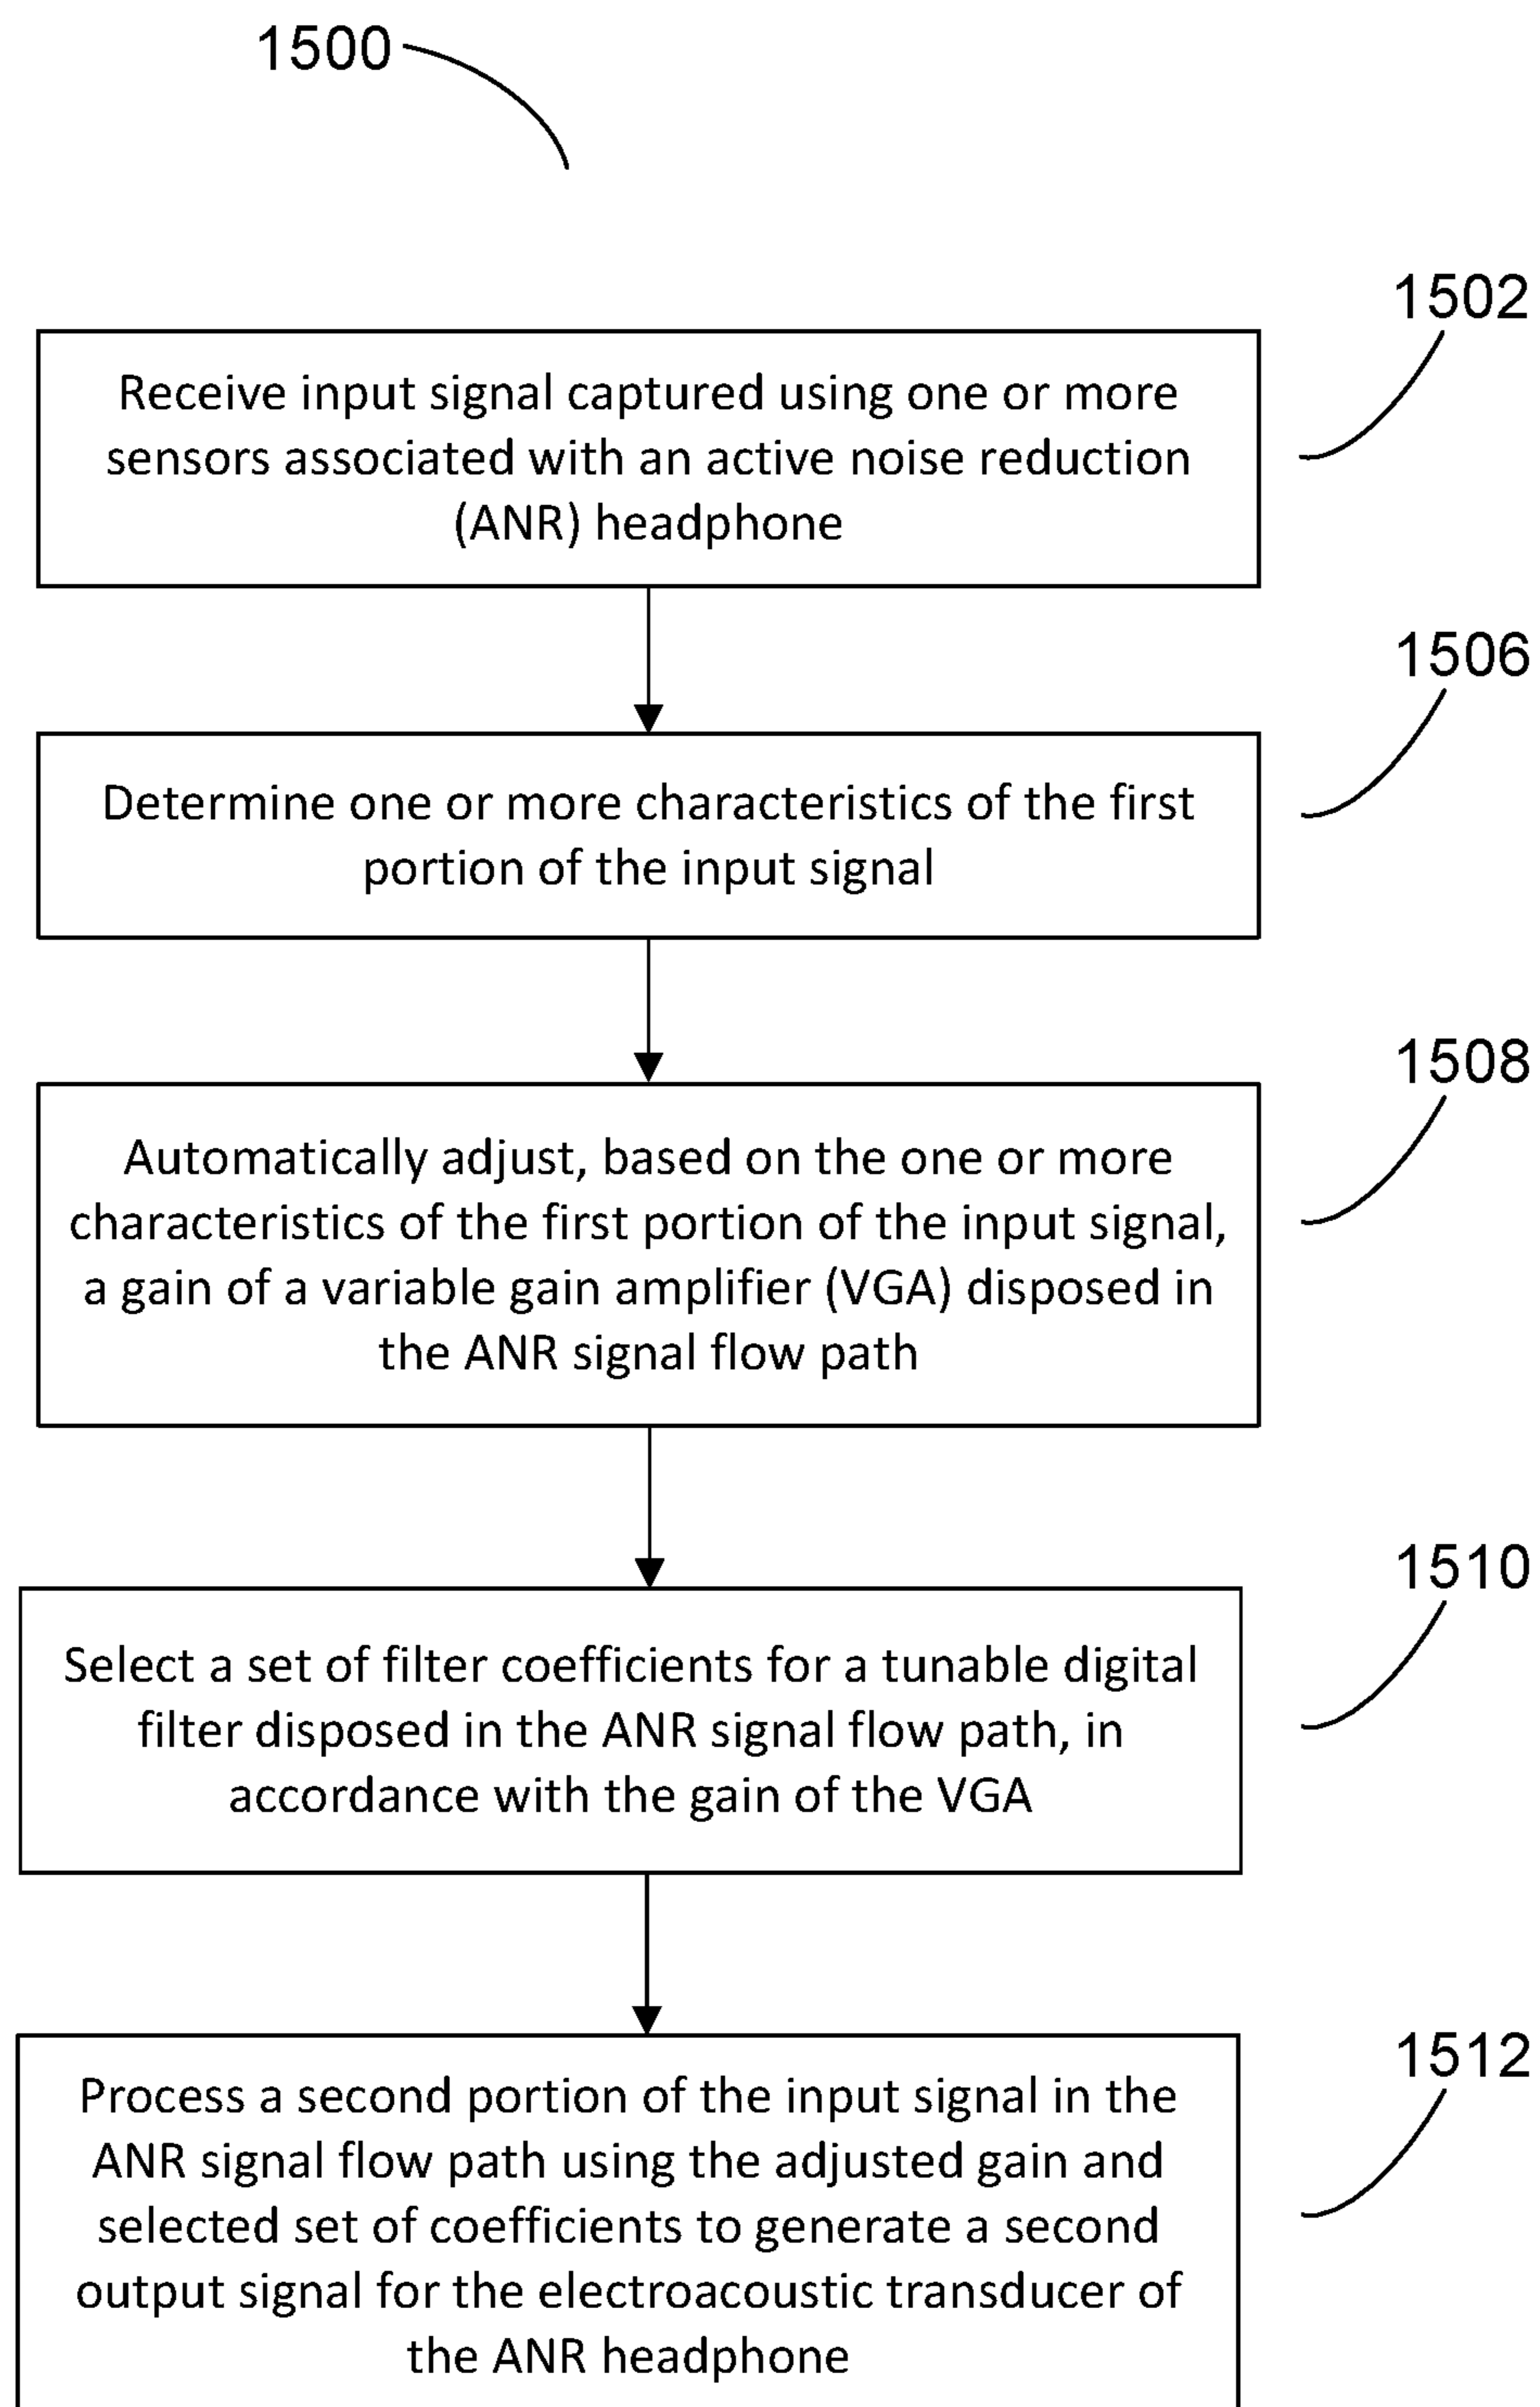 1500
1502
Receive input signal captured using one or more
sensors associated with an active noise reduction
(ANR) headphone
1506
Determine one or more characteristics of the first
portion of the input signal
1508
Automatically adjust, based on the one or more
characteristics of the first portion of the input signal,
a gain of a variable gain amplifier (VGA) disposed in
the ANR signal flow path
1510
Select a set of filter coefficients for a tunable digital
filter disposed in the ANR signal flow path, in
accordance with the gain of the VGA
1512
Process a second portion of the input signal in the
ANR signal flow path using the adjusted gain and
selected set of coefficients to generate a second
output signal for the electroacoustic transducer of
the ANR headphone